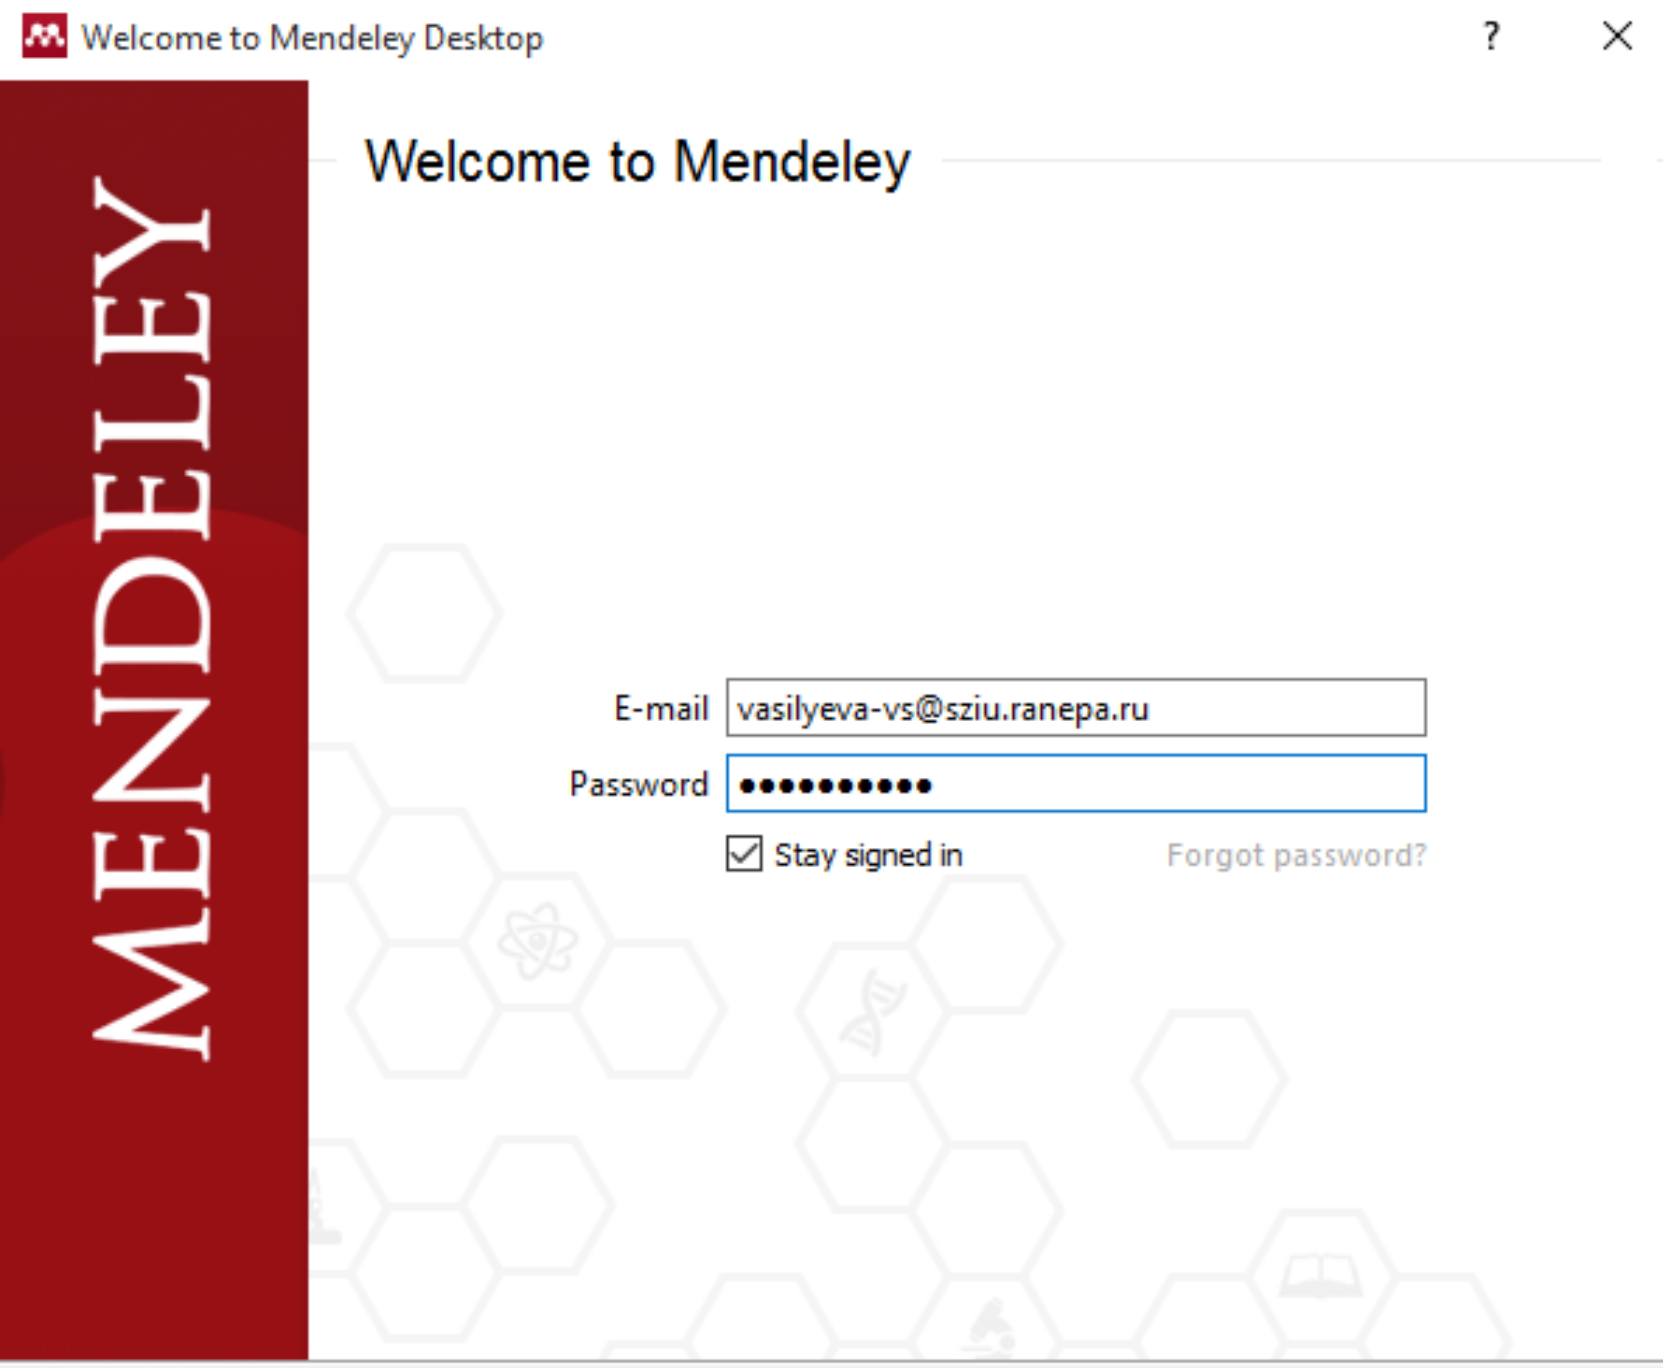 Welcome to Mendeley Desktop
?
MENDELEY
Welcome to Mendeley
E-mail vasilyeva-vs@sziu.ranepa.ru
Password ••••••••••
Stay signed in Forgot password?